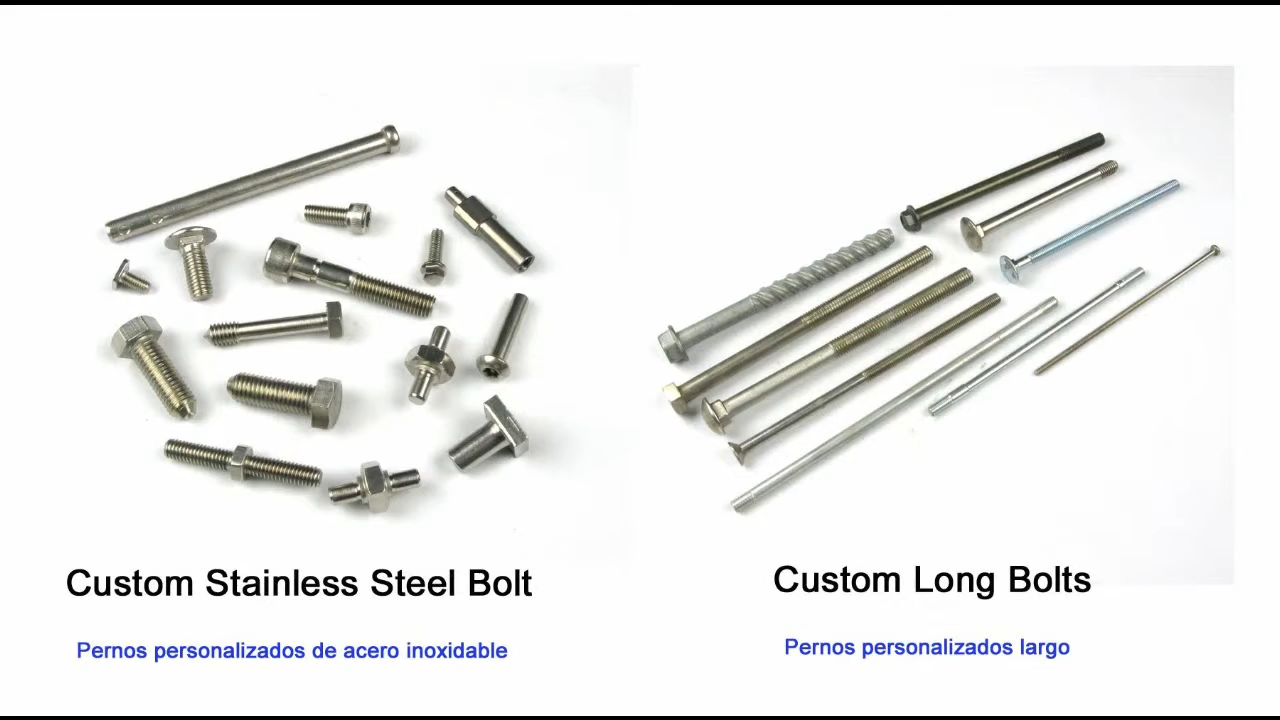 Custom Stainless Steel Bolt
Pernos personalizados de acero inoxidable
Custom Long Bolts
Pernos personalizados largo